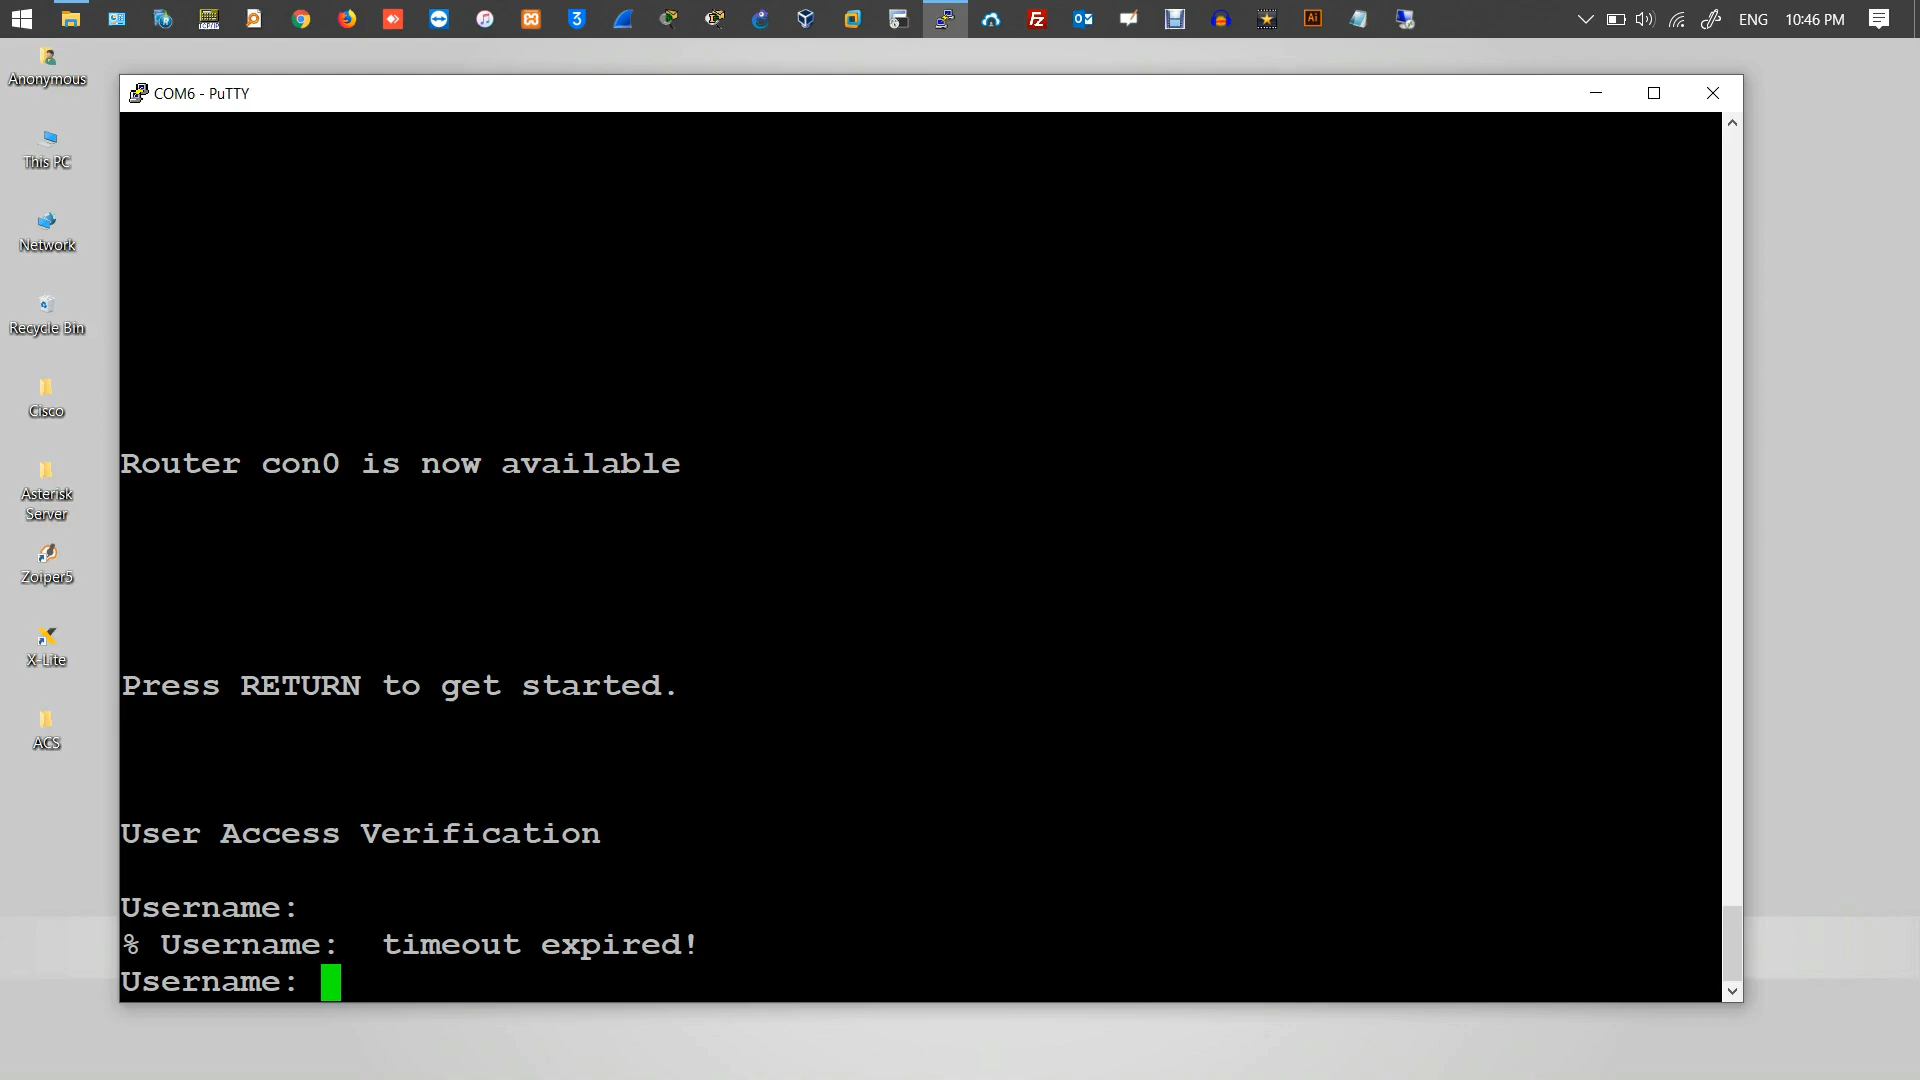 ENG 10:46 PM
Anonymous
This PC
Network
Recycle Bin
Cisco
Asterisk
Server
Zoiper5
X-Lite
ACS
COM6 - PuTTY
Router con0 is now available
Press RETURN to get started.
User Access Verification
Username:
% Username:  timeout expired!
Username: